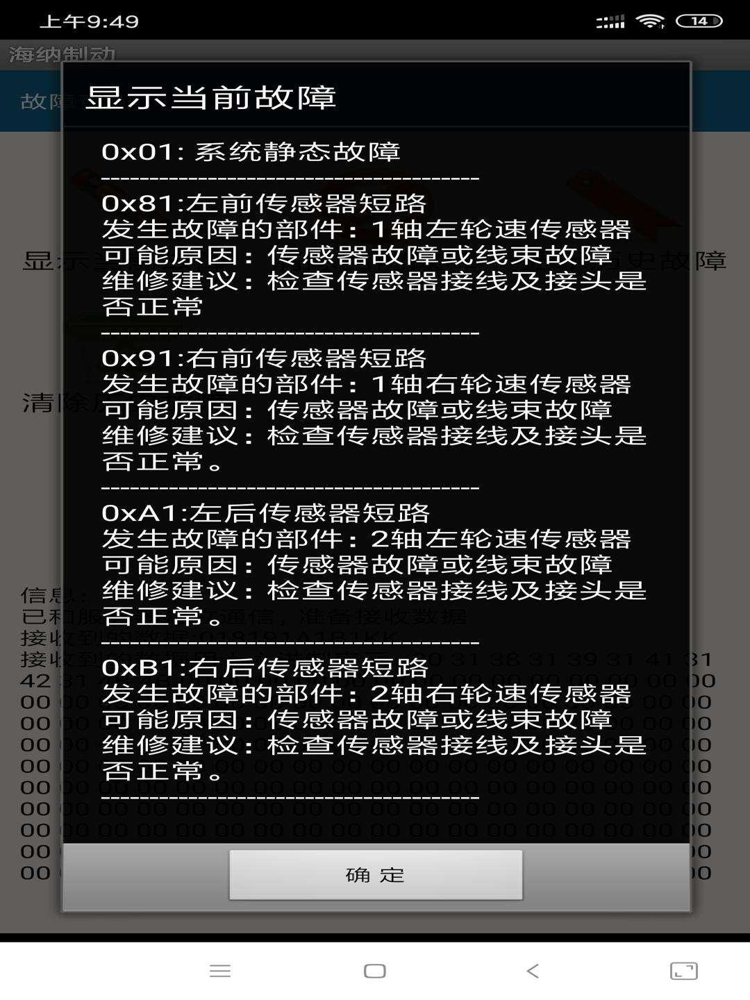 上午9:49
14
海纳制动
显示当前故障
0x01: 系统静态故障
---------------------------------------
0x81:左前传感器短路
发生故障的部件：1轴左轮速传感器
可能原因：传感器故障或线束故障
维修建议：检查传感器接线及接头是
否正常
---------------------------------------
0x91:右前传感器短路
发生故障的部件：1轴右轮速传感器
可能原因：传感器故障或线束故障
维修建议：检查传感器接线及接头是
否正常。
---------------------------------------
0xA1:左后传感器短路
发生故障的部件：2轴左轮速传感器
可能原因：传感器故障或线束故障
维修建议：检查传感器接线及接头是
否正常。
---------------------------------------
0xB1:右后传感器短路
发生故障的部件：2轴右轮速传感器
可能原因：传感器故障或线束故障
维修建议：检查传感器接线及接头是
否正常。
---------------------------------------
确 定